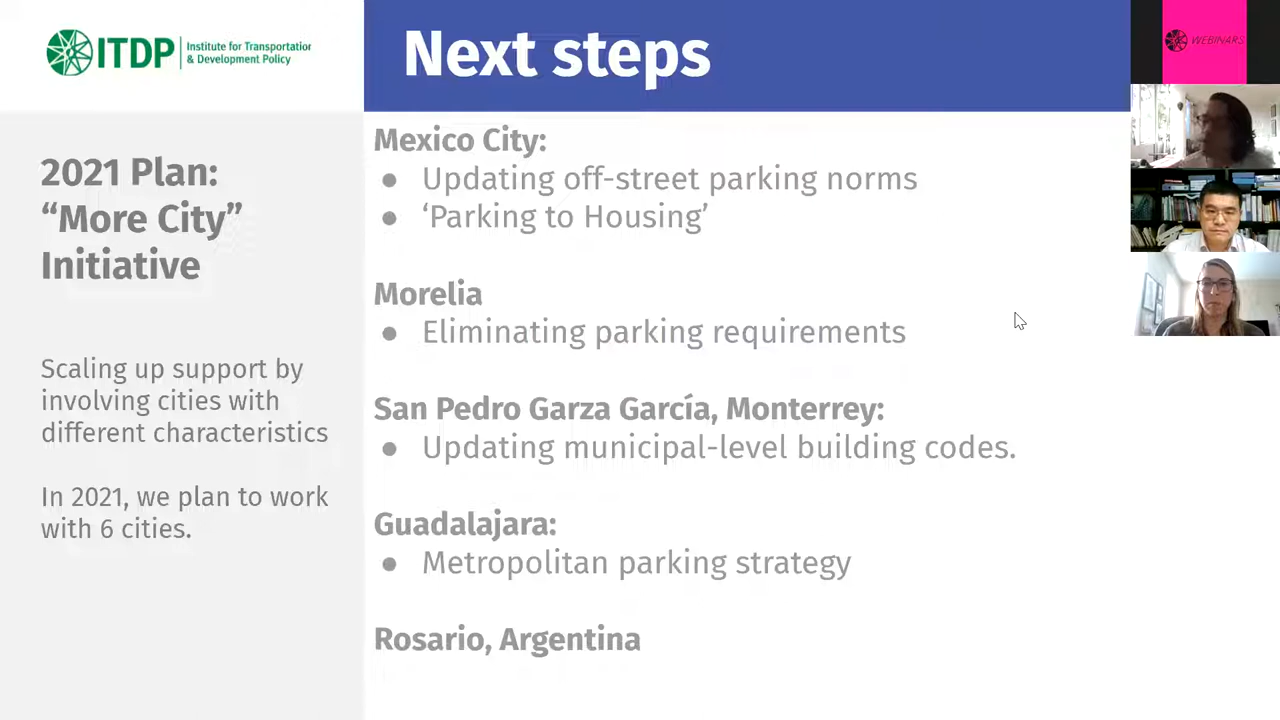 ITDP
Institute for Transportation
& Development Policy
Next steps
WEBINARS
2021 Plan:
“More City”
Initiative
Scaling up support by
involving cities with
different characteristics
In 2021, we plan to work
with 6 cities.
Mexico City:
● Updating off-street parking norms
● ‘Parking to Housing’
Morelia
● Eliminating parking requirements
San Pedro Garza García, Monterrey:
● Updating municipal-level building codes.
Guadalajara:
● Metropolitan parking strategy
Rosario, Argentina